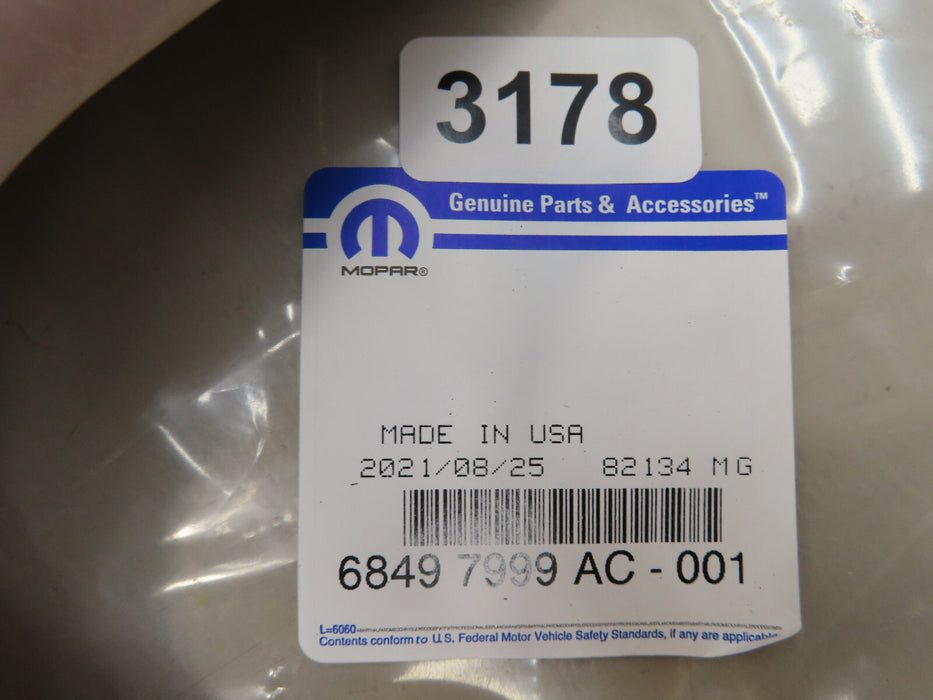 3178
Genuine Parts & Accessories™
MOPAR®
MADE IN USA
2021/08/25 82134 MG
6849 7999 AC - 001
L=6060
Contents conform to U.S. Federal Motor Vehicle Safety Standards, if any are applicable